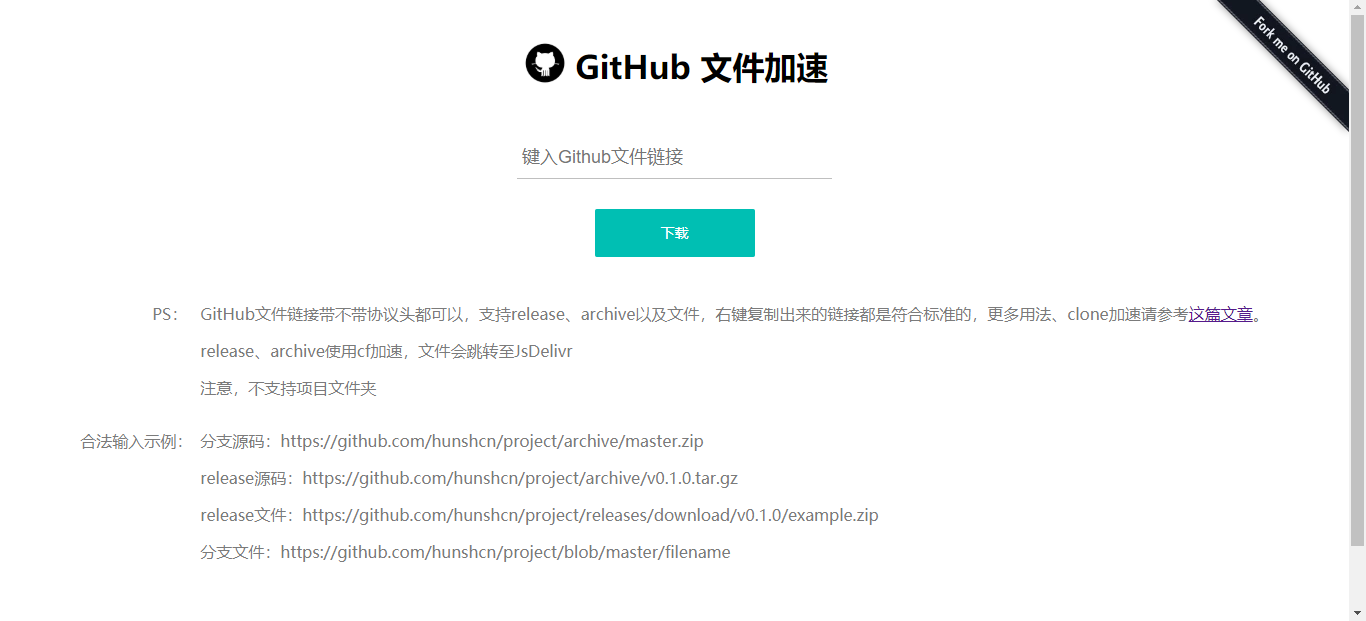 Fork me on GitHub
GitHub 文件加速
键入Github文件链接
下载
PS： GitHub文件链接带不带协议头都可以，支持release、archive以及文件，右键复制出来的链接都是符合标准的，更多用法、clone加速请参考这篇文章。
release、archive使用cf加速，文件会跳转至JsDelivr
注意，不支持项目文件夹
合法输入示例： 分支源码：https://github.com/hunshcn/project/archive/master.zip
release源码：https://github.com/hunshcn/project/archive/v0.1.0.tar.gz
release文件：https://github.com/hunshcn/project/releases/download/v0.1.0/example.zip
分支文件：https://github.com/hunshcn/project/blob/master/filename